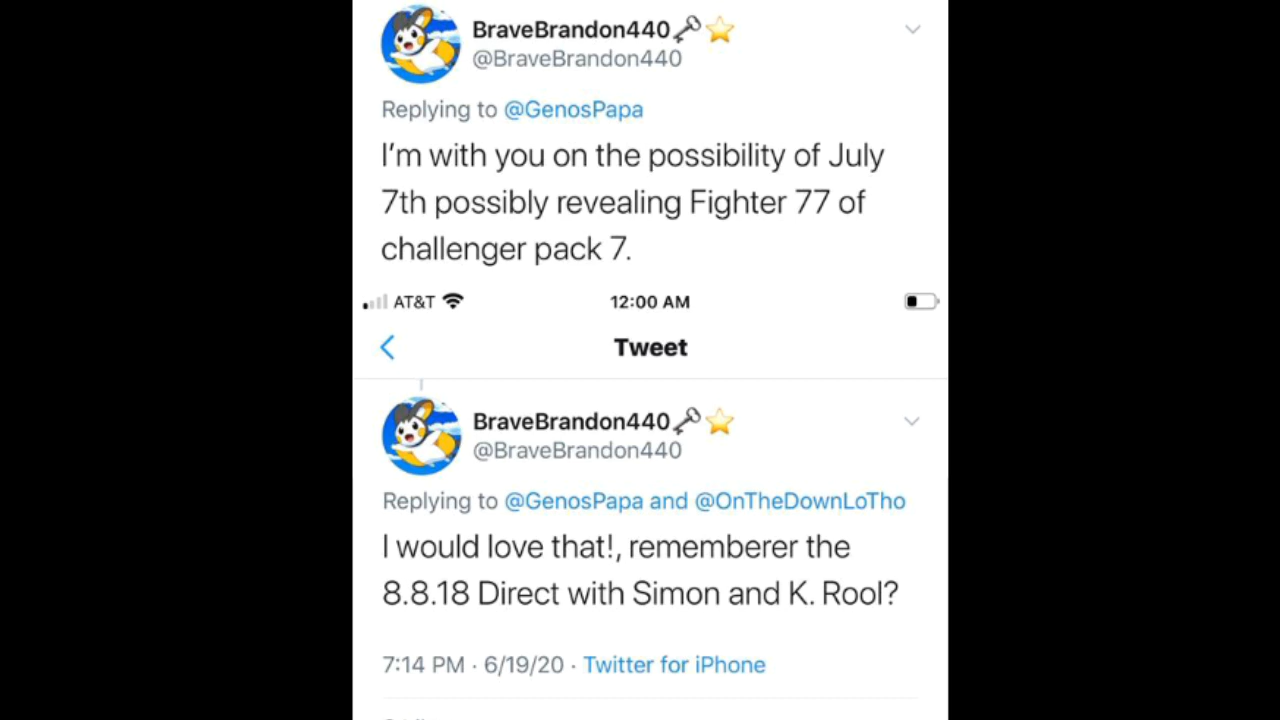 BraveBrandon440🗝⭐
@BraveBrandon440
Replying to @GenosPapa
I’m with you on the possibility of July
7th possibly revealing Fighter 77 of
challenger pack 7.
AT&T 12:00 AM
Tweet
BraveBrandon440🗝⭐
@BraveBrandon440
Replying to @GenosPapa and @OnTheDownLoTho
I would love that!, rememberer the
8.8.18 Direct with Simon and K. Rool?
7:14 PM · 6/19/20 · Twitter for iPhone